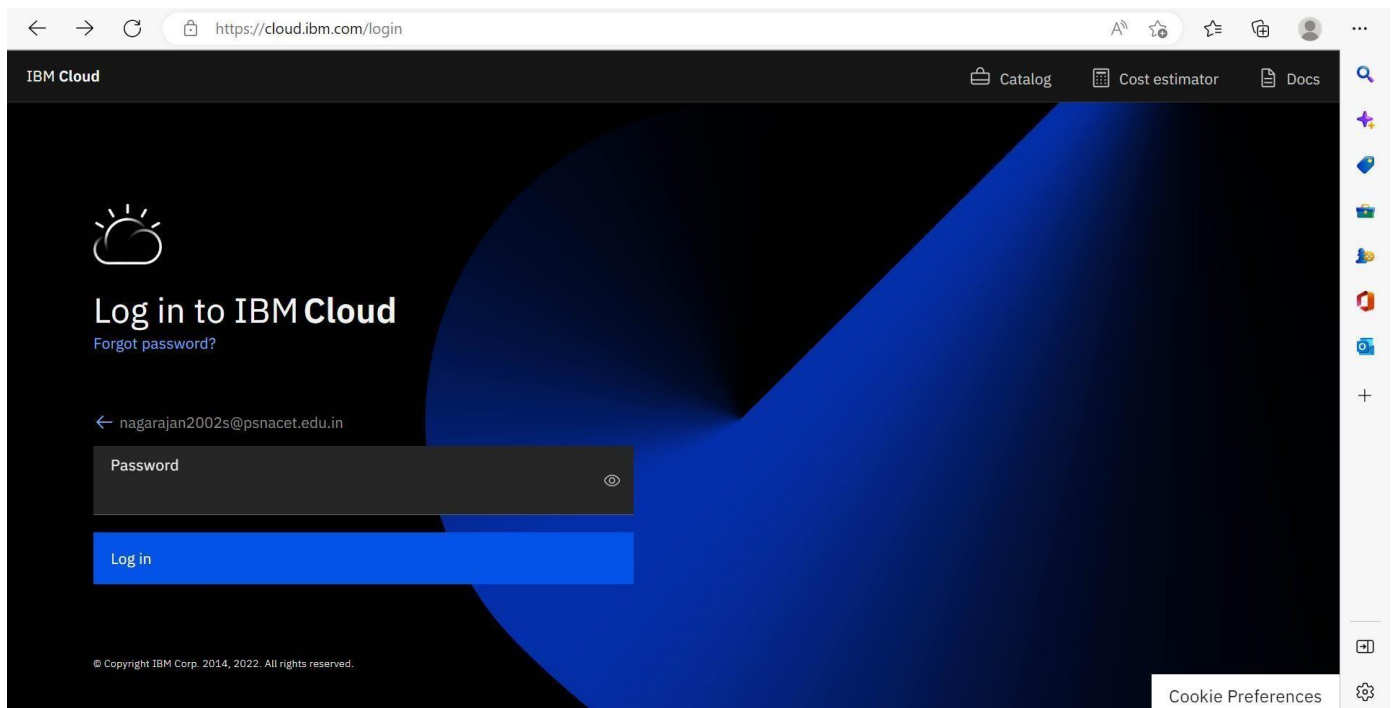 https://cloud.ibm.com/login
IBM Cloud
Catalog
Cost estimator
Docs
Log in to IBM Cloud
Forgot password?
nagarajan2002s@psnacet.edu.in
Password
Log in
© Copyright IBM Corp. 2014, 2022. All rights reserved.
Cookie Preferences